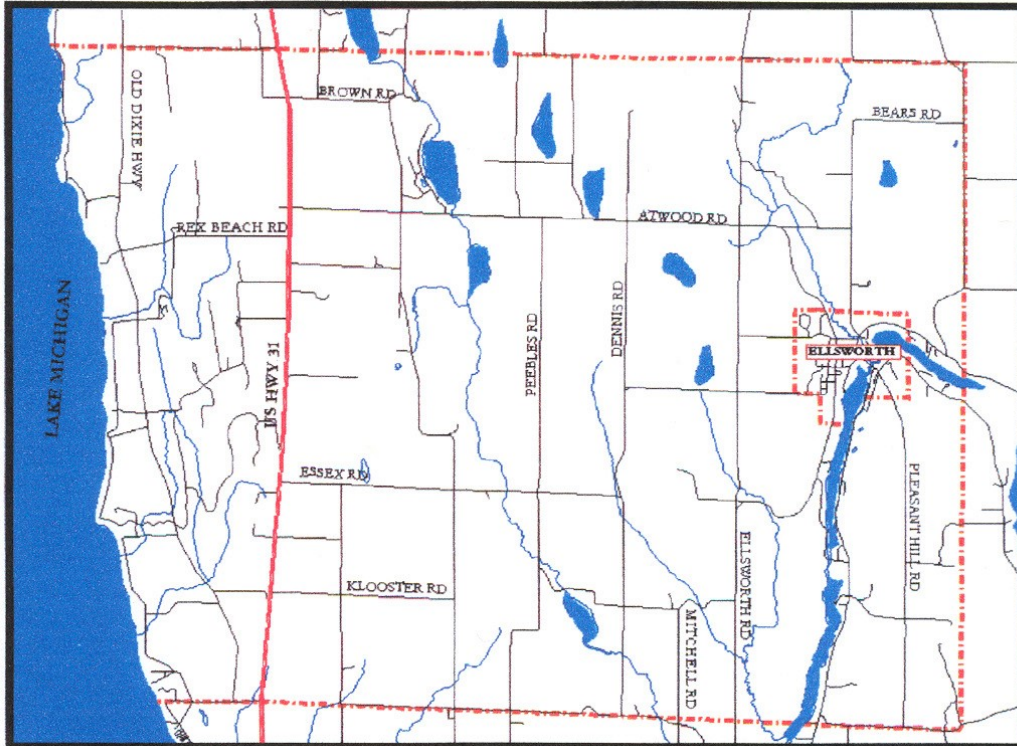 BROWN RD
BEARS RD
OLD DIXIE HWY
ATWOOD RD
REX BEACH RD
LAKE MICHIGAN
US HWY 31
PEEBLES RD
DENNIS RD
ELLSWORTH
ESSEX RD
PLEASANT HILL RD
ELLSWORTH RD
KLOOSTER RD
MITCHELL RD